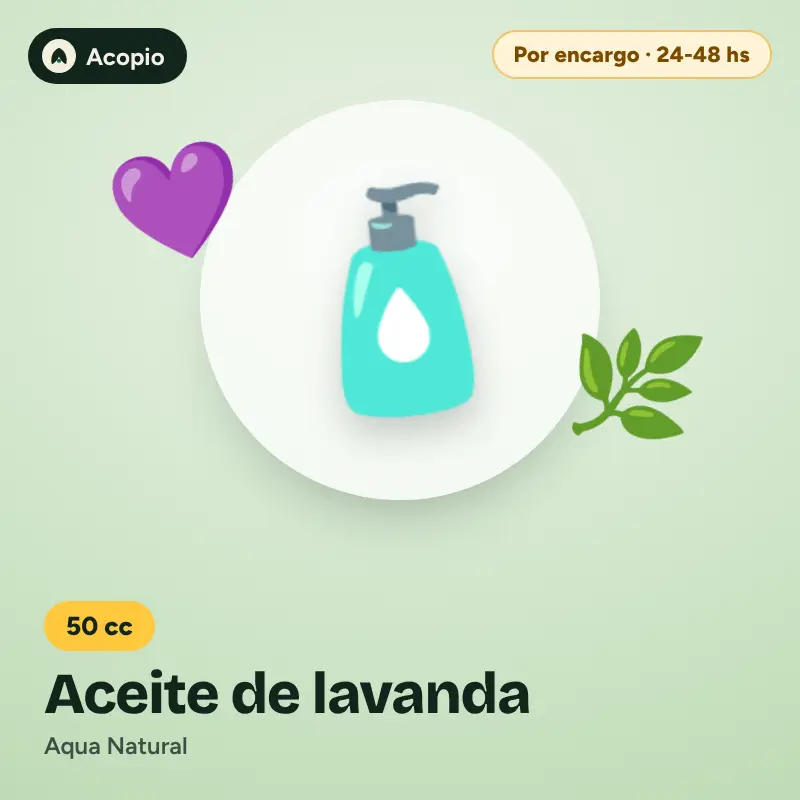 Acopio
Por encargo · 24-48 hs
50 cc
Aceite de lavanda
Aqua Natural